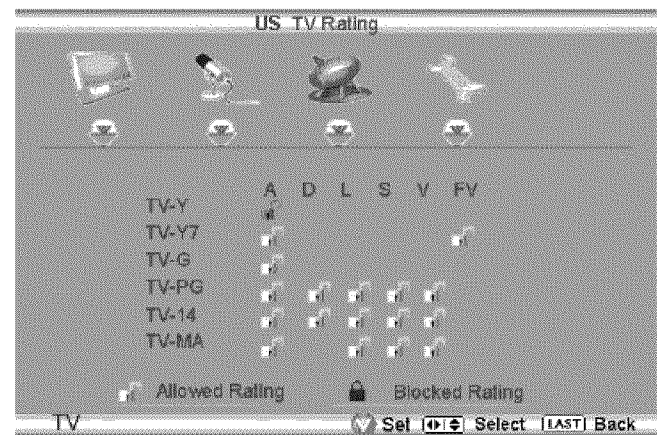 US TV Rating
A D L S V FV
TV-Y
TV-Y7
TV-G
TV-PG
TV-14
TV-MA
Allowed Rating Blocked Rating
TV Set Select LAST Back